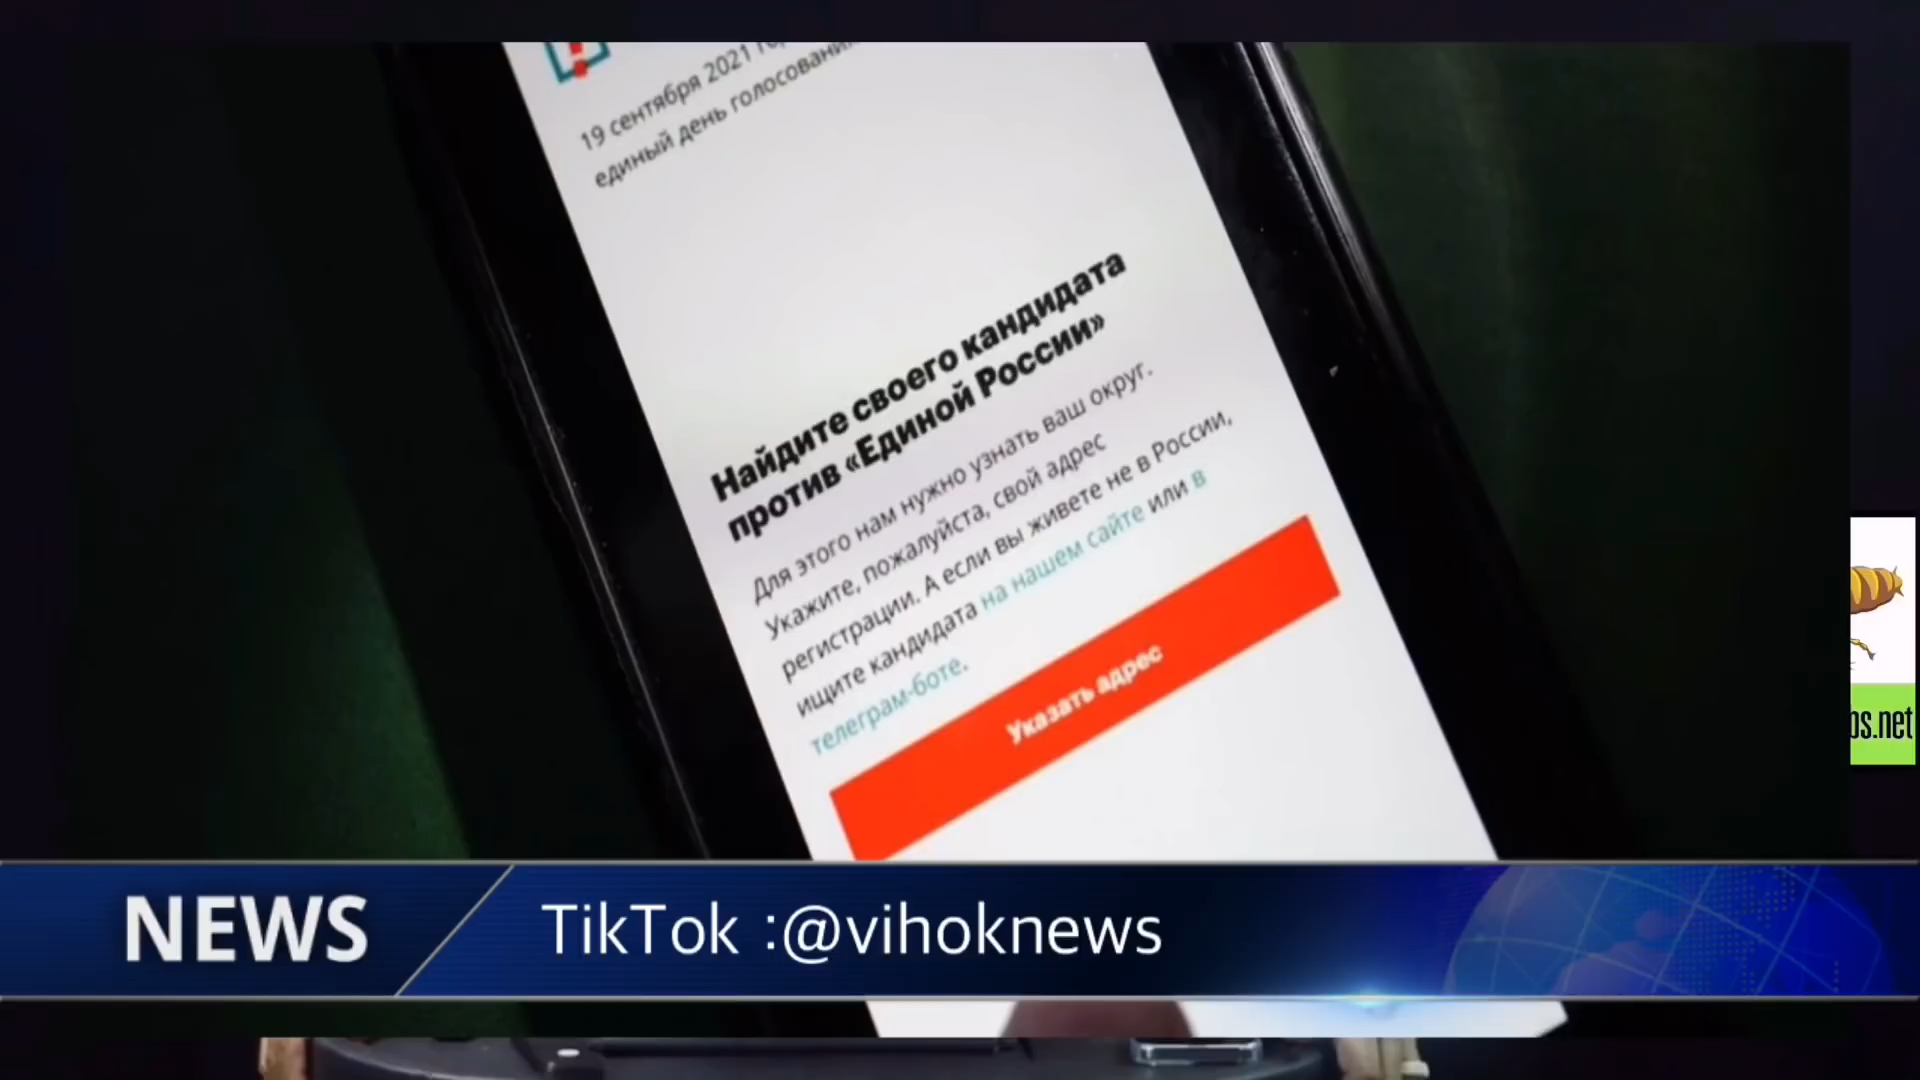 19 сентября 2021
единый день голосования
Найдите своего кандидата
против «Единой России»
Для этого нам нужно узнать ваш округ.
Укажите, пожалуйста, свой адрес
регистрации. А если вы живете не в России,
ищите кандидата на нашем сайте или в
телеграм-боте.
Указать адрес
NEWS
TikTok :@vihoknews
bs.net